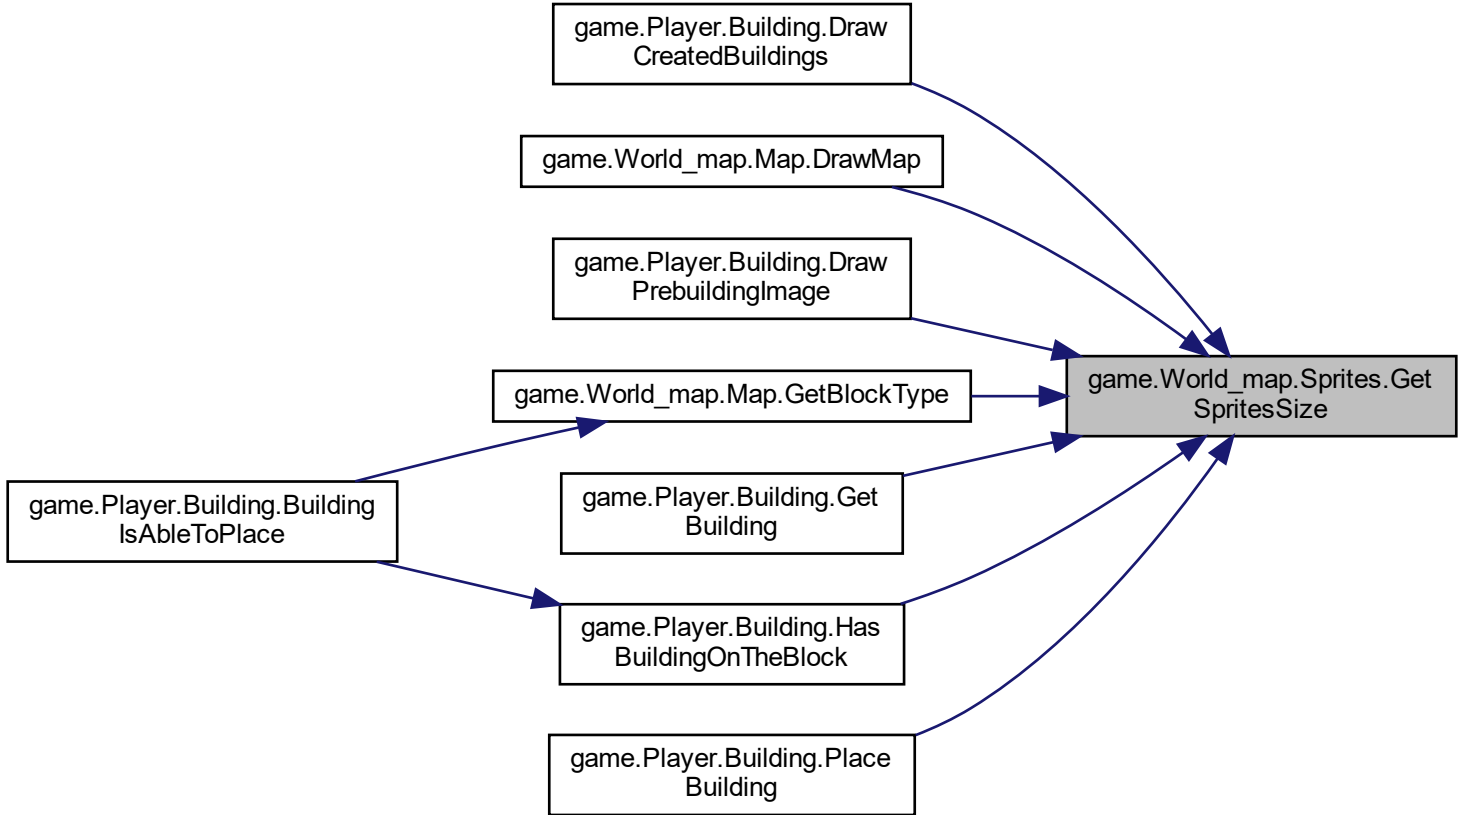 game.Player.Building.Draw
CreatedBuildings
game.World_map.Map.DrawMap
game.Player.Building.Draw
PrebuildingImage
game.World_map.Sprites.Get
SpritesSize
game.World_map.Map.GetBlockType
game.Player.Building.Get
Building
game.Player.Building.Building
IsAbleToPlace
game.Player.Building.Has
BuildingOnTheBlock
game.Player.Building.Place
Building